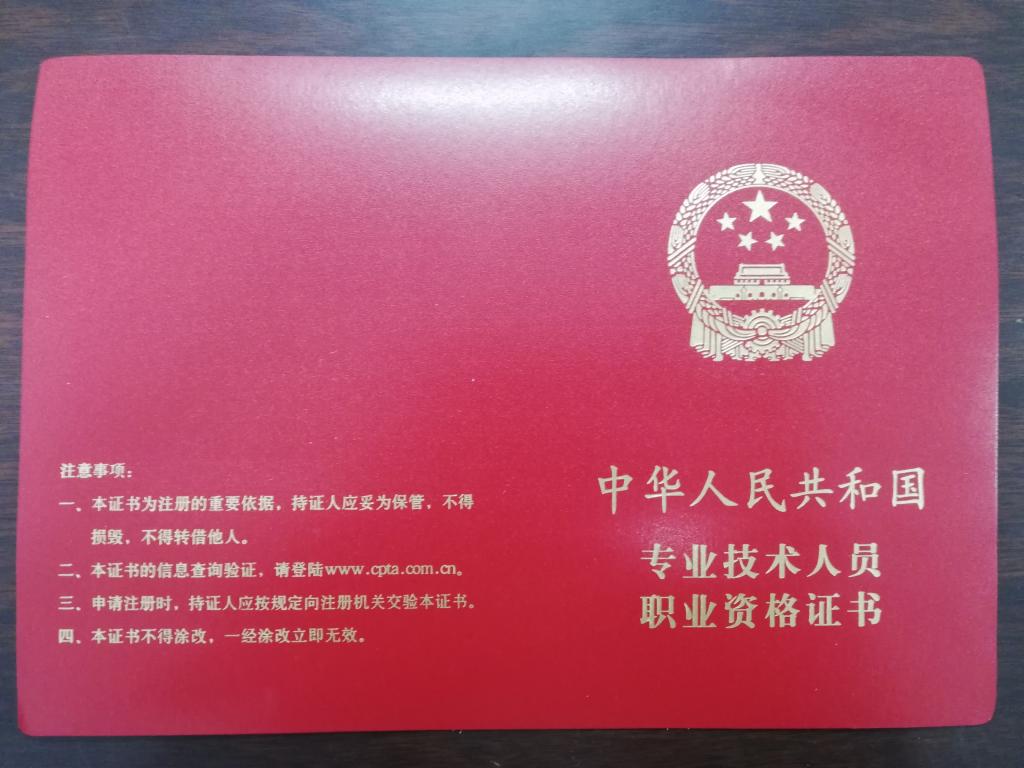 注意事项：
一、本证书为注册的重要依据，持证人应妥为保管，不得
损毁，不得转借他人。
二、本证书的信息查询验证，请登陆www.cpta.com.cn。
三、申请注册时，持证人应按规定向注册机关交验本证书。
四、本证书不得涂改，一经涂改立即无效。
中华人民共和国
专业技术人员
职业资格证书